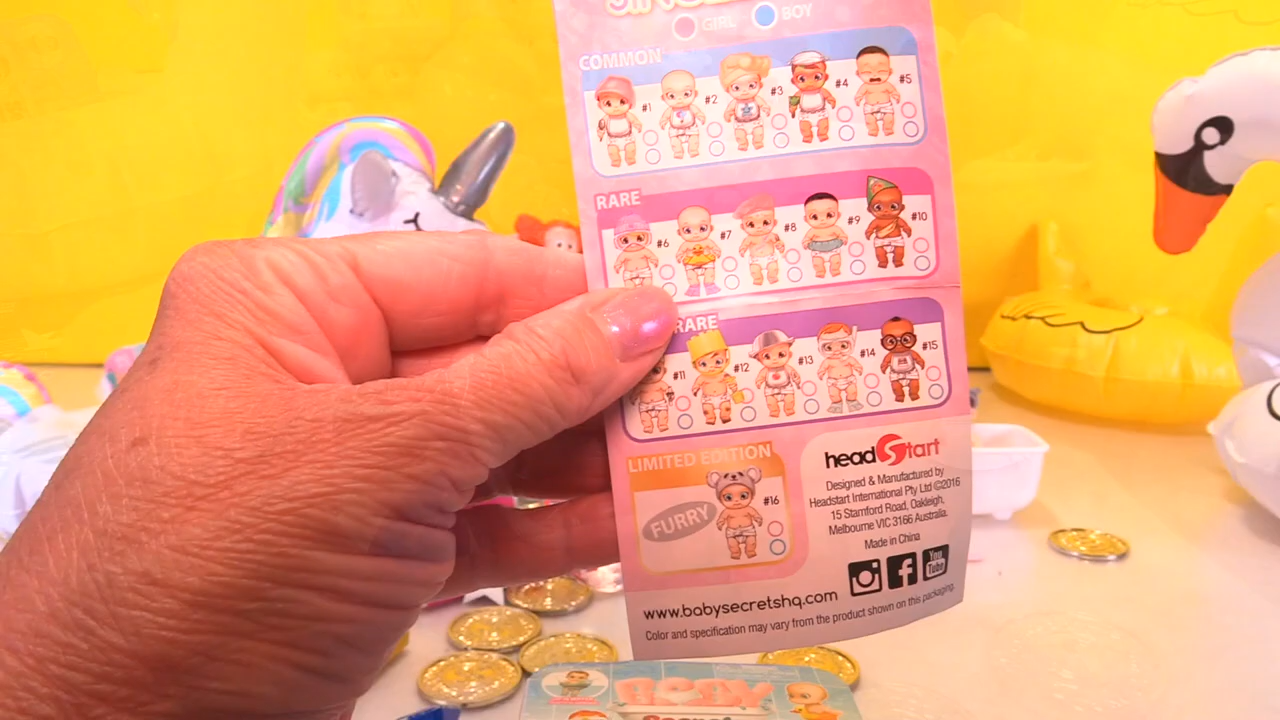 GIRL BOY
COMMON
#1 #2 #3 #4 #5
RARE
#6 #7 #8 #9 #10
RARE
#11 #12 #13 #14 #15
LIMITED EDITION
FURRY
#16
headStart
Designed & Manufactured by
Headstart International Pty Ltd ©2016
15 Stamford Road, Oakleigh,
Melbourne VIC 3166 Australia.
Made in China
You
Tube
www.babysecretshq.com
Color and specification may vary from the product shown on this packaging.
BABY